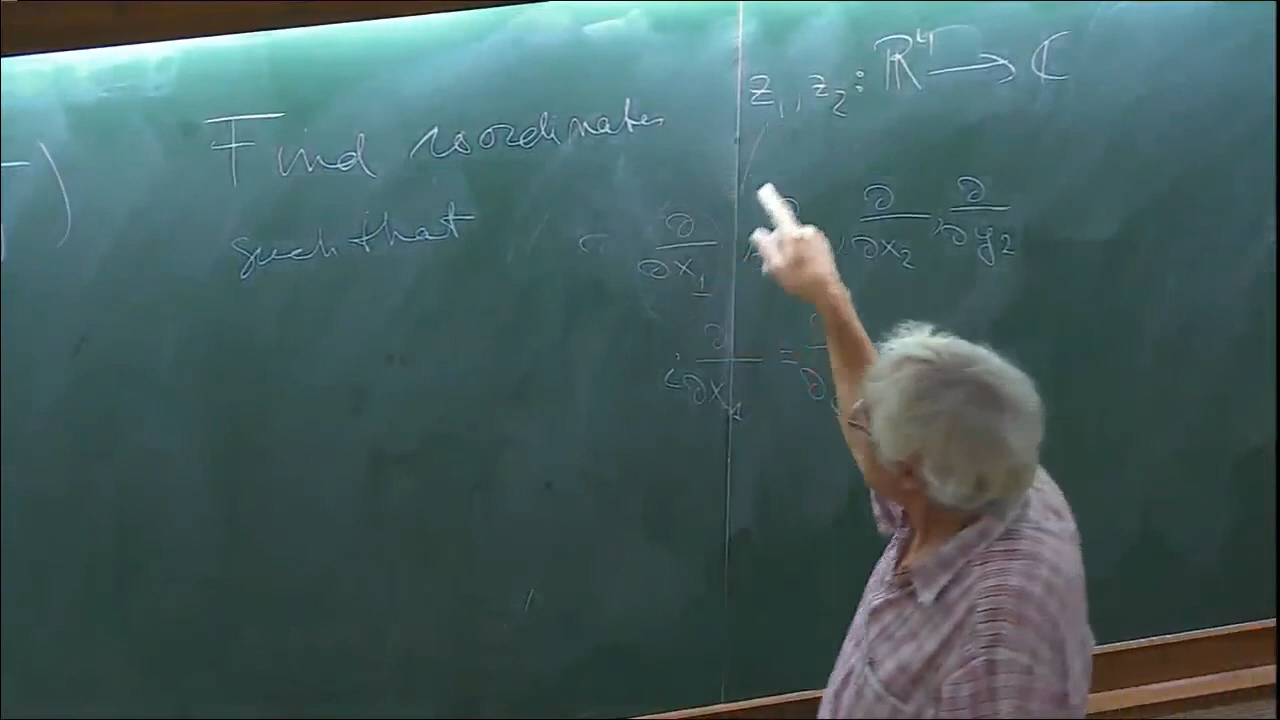 z₁, z₂ : ℝ⁴ → ℂ
Find coordinates
such that
∂/∂x₁ , ∂ , ∂/∂x₂ , ∂/∂y₂
i ∂/∂x₁ = ∂